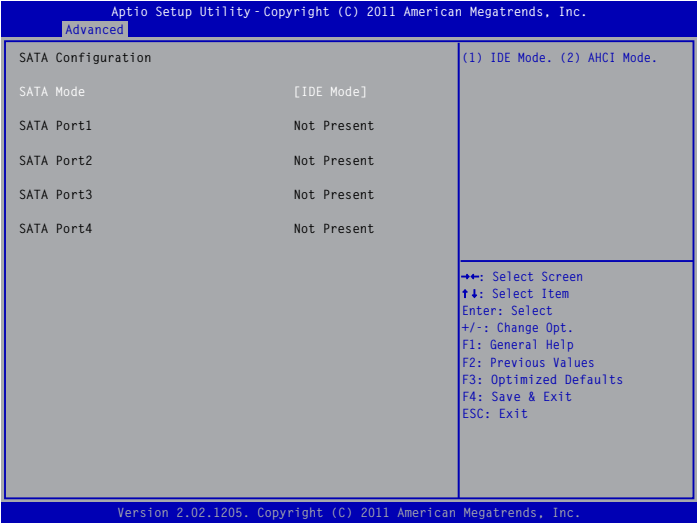 Aptio Setup Utility - Copyright (C) 2011 American Megatrends, Inc.
Advanced
SATA Configuration
SATA Mode [IDE Mode]
SATA Port1 Not Present
SATA Port2 Not Present
SATA Port3 Not Present
SATA Port4 Not Present
(1) IDE Mode. (2) AHCI Mode.
→←: Select Screen
↑↓: Select Item
Enter: Select
+/-: Change Opt.
F1: General Help
F2: Previous Values
F3: Optimized Defaults
F4: Save & Exit
ESC: Exit
Version 2.02.1205. Copyright (C) 2011 American Megatrends, Inc.